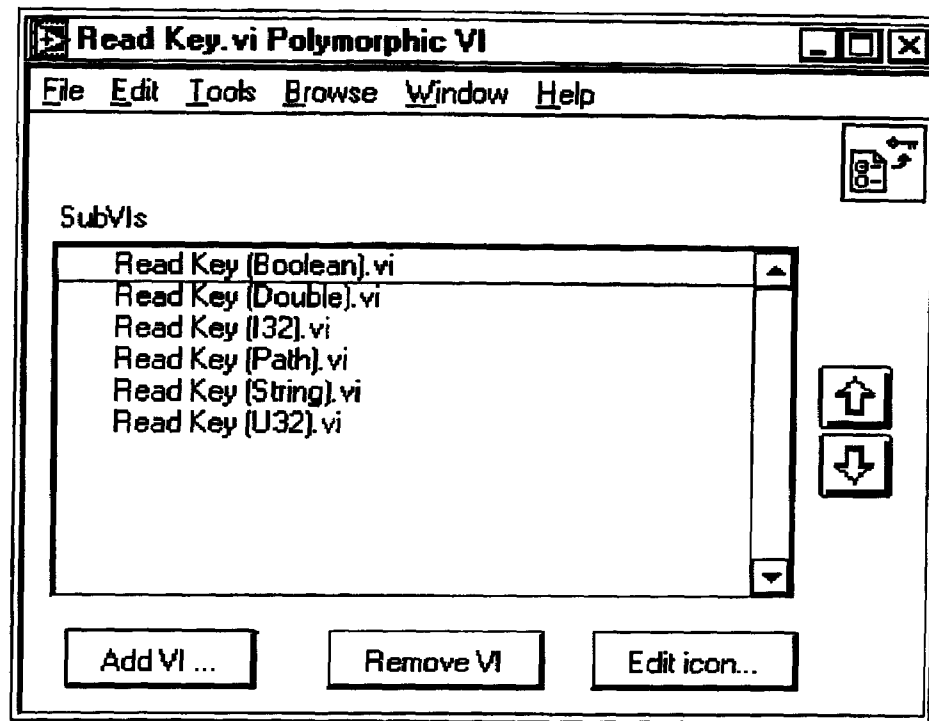 Read Key.vi Polymorphic VI
File Edit Tools Browse Window Help
SubVIs
Read Key (Boolean).vi
Read Key (Double).vi
Read Key (I32).vi
Read Key (Path).vi
Read Key (String).vi
Read Key (U32).vi
Add VI ...
Remove VI
Edit icon...